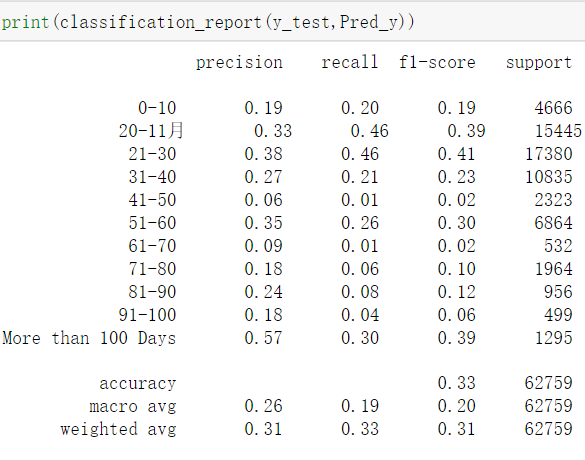 print(classification_report(y_test,Pred_y))
precision recall f1-score support
0-10 0.19 0.20 0.19 4666
20-11月 0.33 0.46 0.39 15445
21-30 0.38 0.46 0.41 17380
31-40 0.27 0.21 0.23 10835
41-50 0.06 0.01 0.02 2323
51-60 0.35 0.26 0.30 6864
61-70 0.09 0.01 0.02 532
71-80 0.18 0.06 0.10 1964
81-90 0.24 0.08 0.12 956
91-100 0.18 0.04 0.06 499
More than 100 Days 0.57 0.30 0.39 1295
accuracy 0.33 62759
macro avg 0.26 0.19 0.20 62759
weighted avg 0.31 0.33 0.31 62759